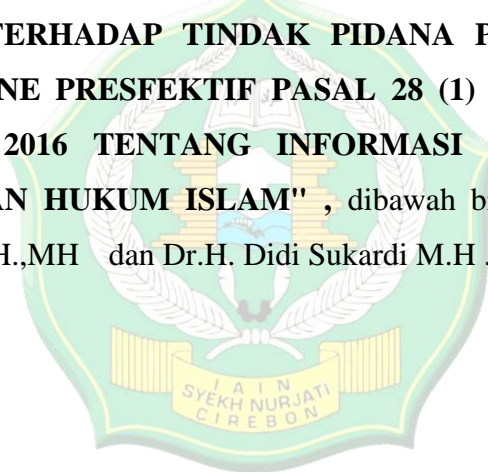 TERHADAP TINDAK PIDANA P
NE PRESFEKTIF PASAL 28 (1)
2016 TENTANG INFORMASI
AN HUKUM ISLAM" , dibawah b
H.,MH dan Dr.H. Didi Sukardi M.H .
I A I N
SYEKH NURJATI
CIREBON